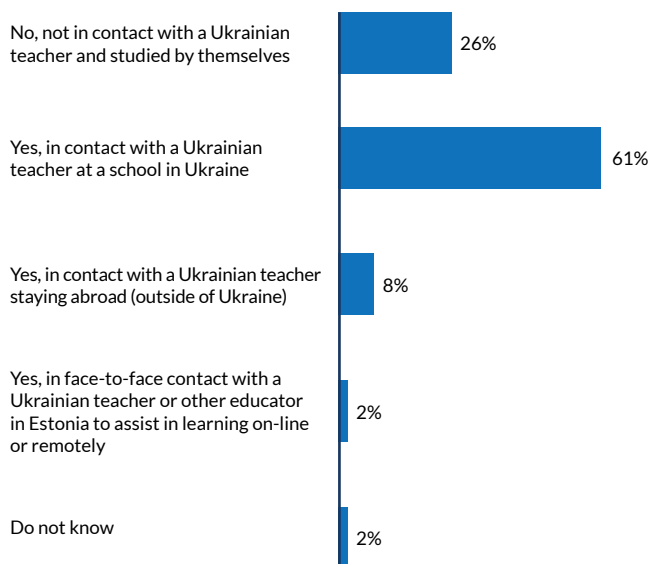 No, not in contact with a Ukrainian
teacher and studied by themselves
26%
Yes, in contact with a Ukrainian
teacher at a school in Ukraine
61%
Yes, in contact with a Ukrainian teacher
staying abroad (outside of Ukraine)
8%
Yes, in face-to-face contact with a
Ukrainian teacher or other educator
in Estonia to assist in learning on-line
or remotely
2%
Do not know
2%